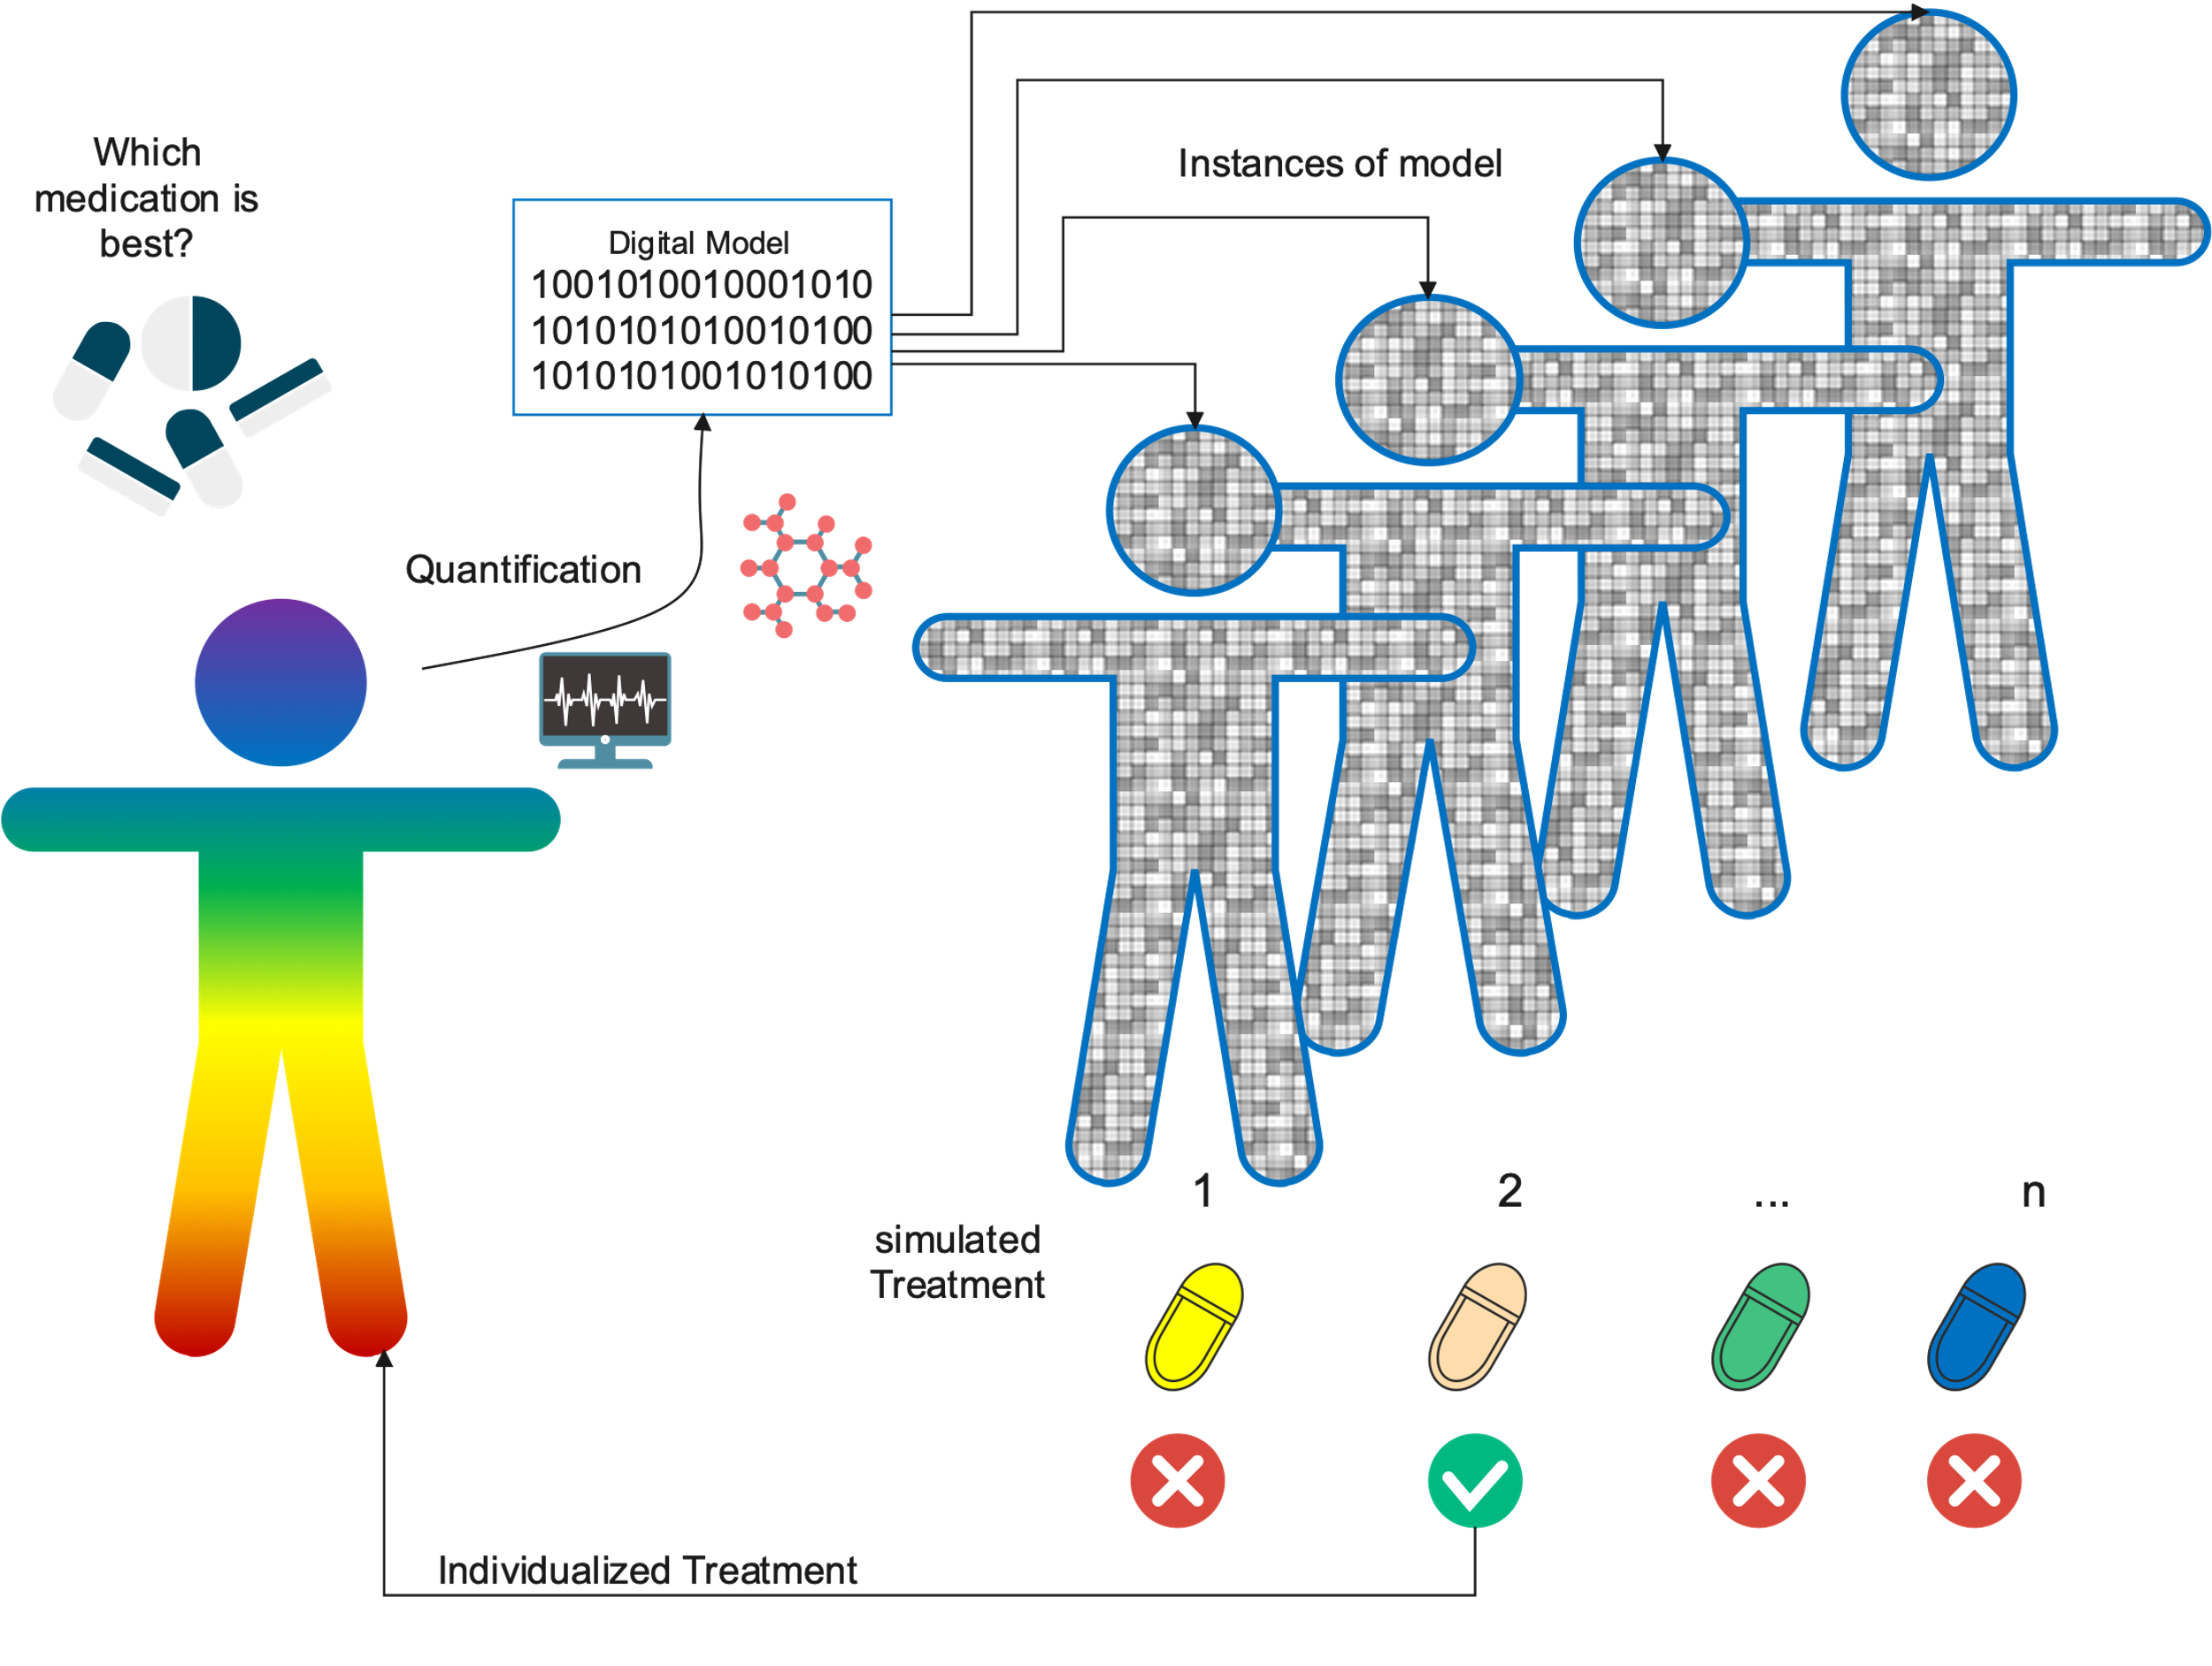 Which
medication is
best?
Digital Model
1001010010001010
1010101010010100
1010101001010100
Instances of model
Quantification
1
2
...
n
simulated
Treatment
Individualized Treatment